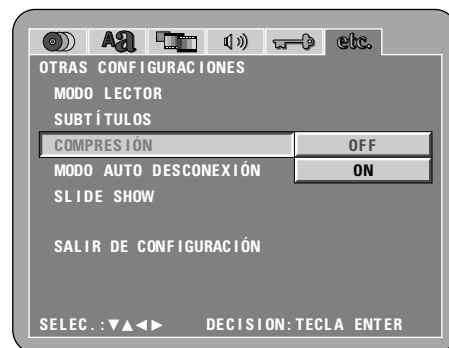 Aa etc.
OTRAS CONFIGURACIONES
MODO LECTOR
SUBTÍTULOS
COMPRESIÓN OFF
MODO AUTO DESCONEXIÓN ON
SLIDE SHOW
SALIR DE CONFIGURACIÓN
SELEC.:▼▲◀▶ DECISION:TECLA ENTER